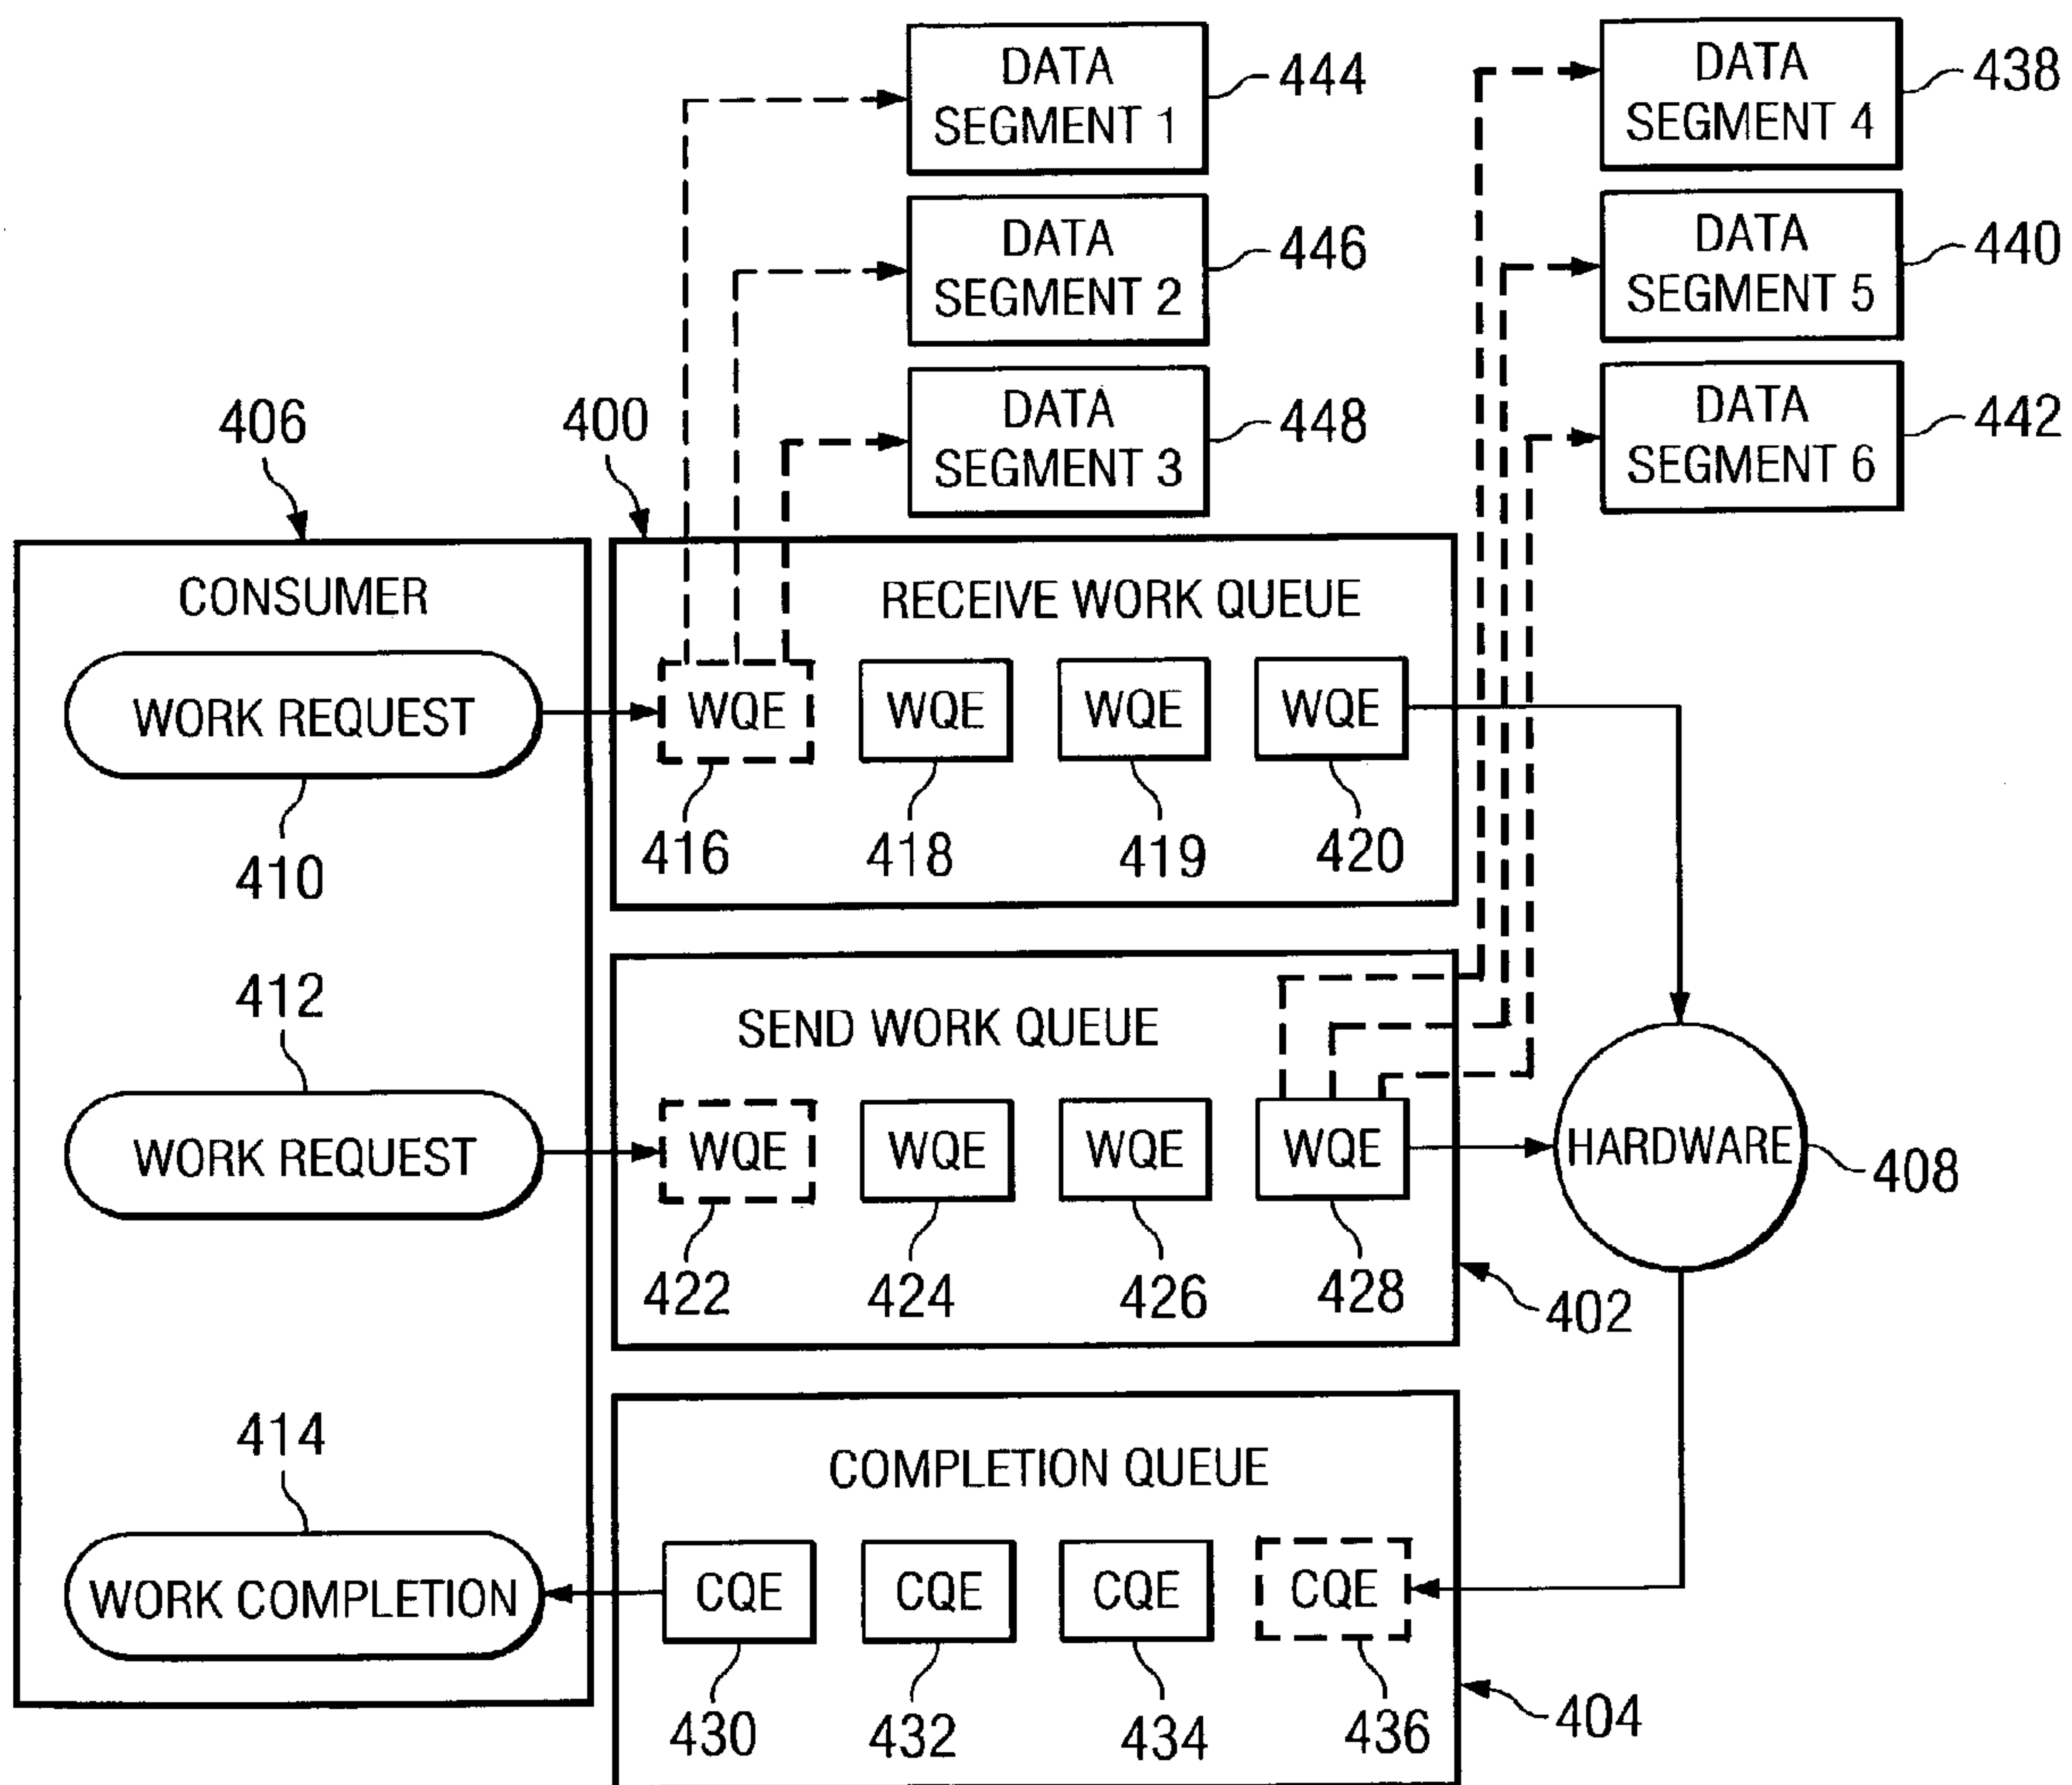 DATA
SEGMENT 1
444
DATA
SEGMENT 4
438
DATA
SEGMENT 2
446
DATA
SEGMENT 5
440
DATA
SEGMENT 3
448
DATA
SEGMENT 6
442
406
400
CONSUMER
RECEIVE WORK QUEUE
WORK REQUEST
WQE
WQE
WQE
WQE
410
416
418
419
420
412
SEND WORK QUEUE
WORK REQUEST
WQE
WQE
WQE
WQE
HARDWARE
408
422
424
426
428
402
414
COMPLETION QUEUE
WORK COMPLETION
CQE
CQE
CQE
CQE
430
432
434
436
404